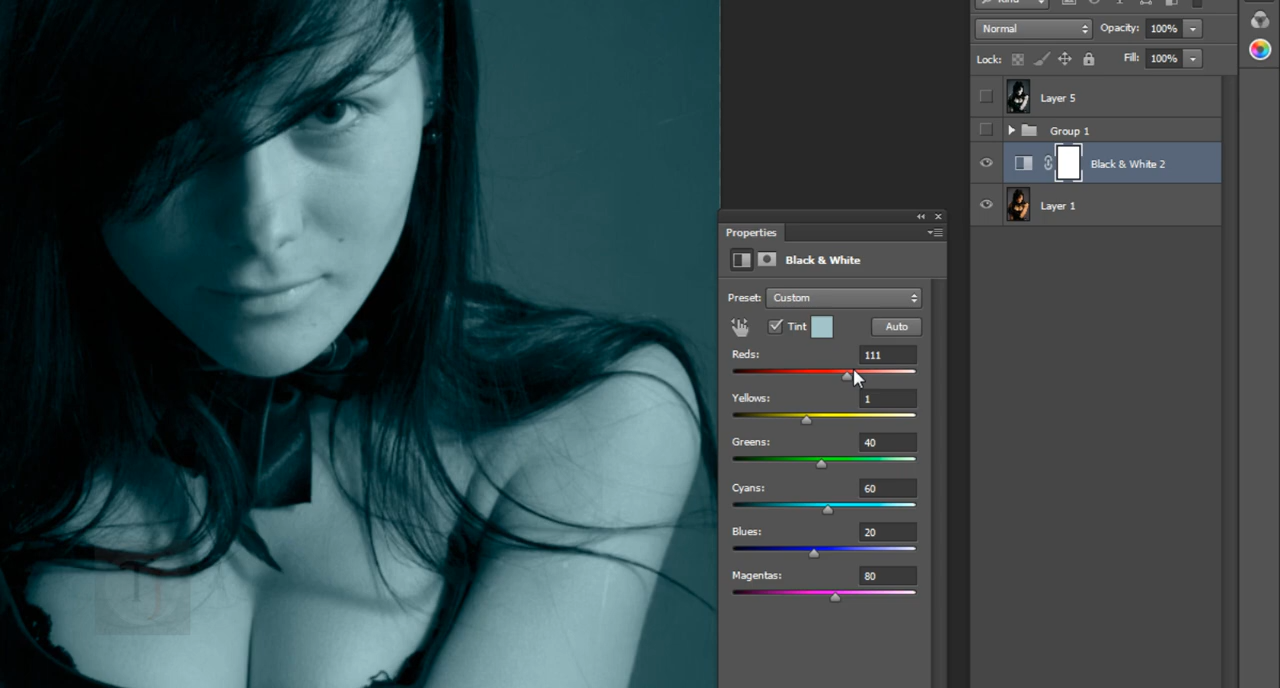 Normal
Opacity: 100%
Lock:
Fill: 100%
Layer 5
Group 1
Black & White 2
Layer 1
Properties
Black & White
Preset: Custom
Tint
Auto
Reds: 111
Yellows: 1
Greens: 40
Cyans: 60
Blues: 20
Magentas: 80